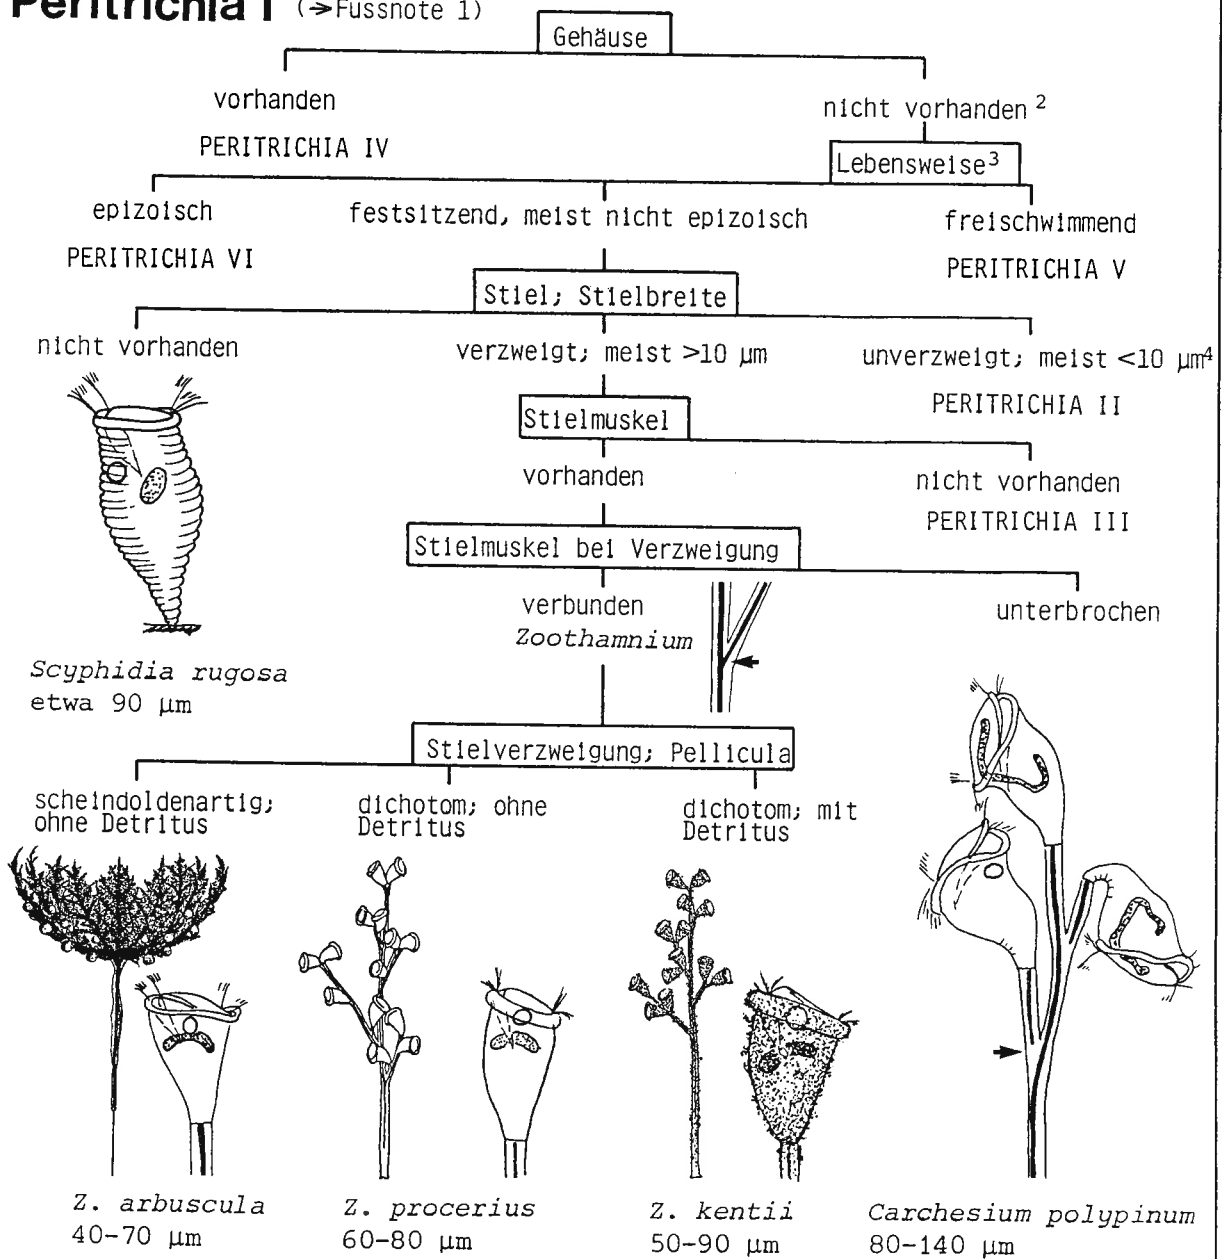 Peritrichia I (→Fussnote 1)
Gehäuse
vorhanden
PERITRICHIA IV
nicht vorhanden 2
Lebensweise3
epizoisch
PERITRICHIA VI
festsitzend, meist nicht epizoisch
freischwimmend
PERITRICHIA V
Stiel; Stielbreite
nicht vorhanden
verzweigt; meist >10 µm
unverzweigt; meist <10 µm4
PERITRICHIA II
Stielmuskel
vorhanden
nicht vorhanden
PERITRICHIA III
Stielmuskel bei Verzweigung
verbunden
Zoothamnium
unterbrochen
Scyphidia rugosa
etwa 90 µm
Stielverzweigung; Pellicula
scheindoldenartig;
ohne Detritus
dichotom; ohne
Detritus
dichotom; mit
Detritus
Z. arbuscula
40-70 µm
Z. procerius
60-80 µm
Z. kentii
50-90 µm
Carchesium polypinum
80-140 µm